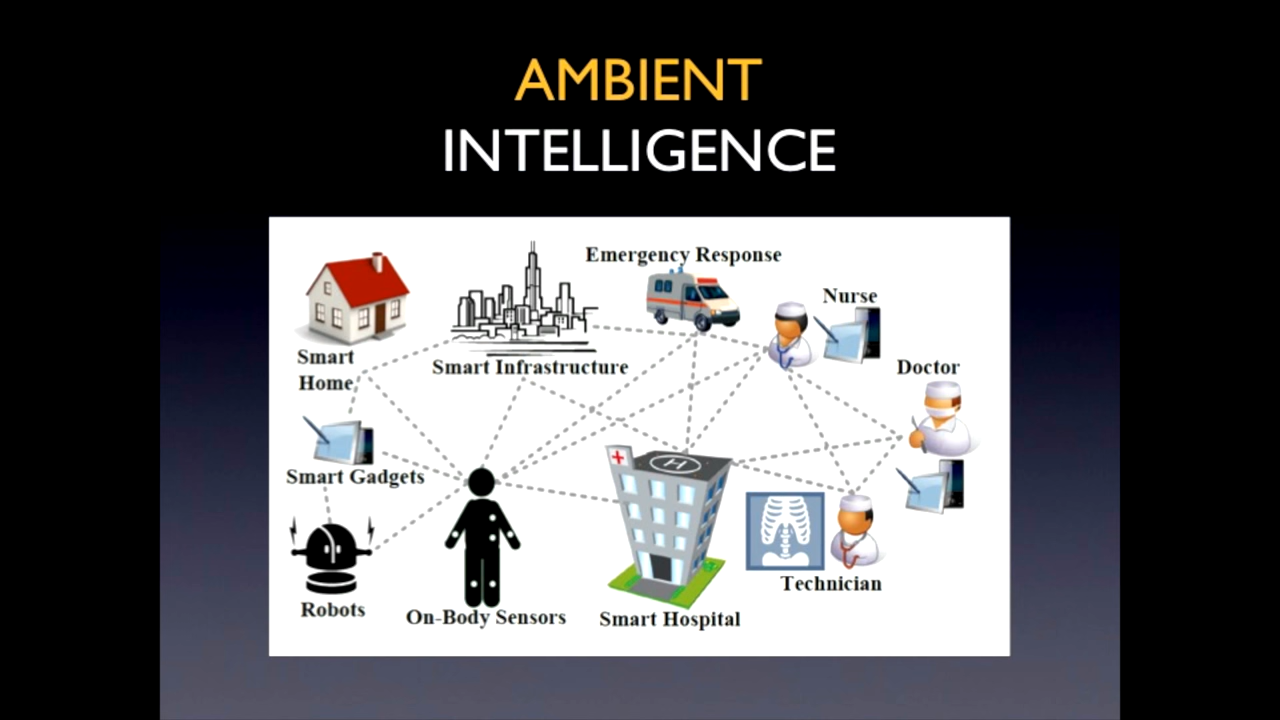 AMBIENT
INTELLIGENCE
Emergency Response
Nurse
Smart
Home
Smart Infrastructure
Doctor
Smart Gadgets
H
Technician
Robots
On-Body Sensors
Smart Hospital